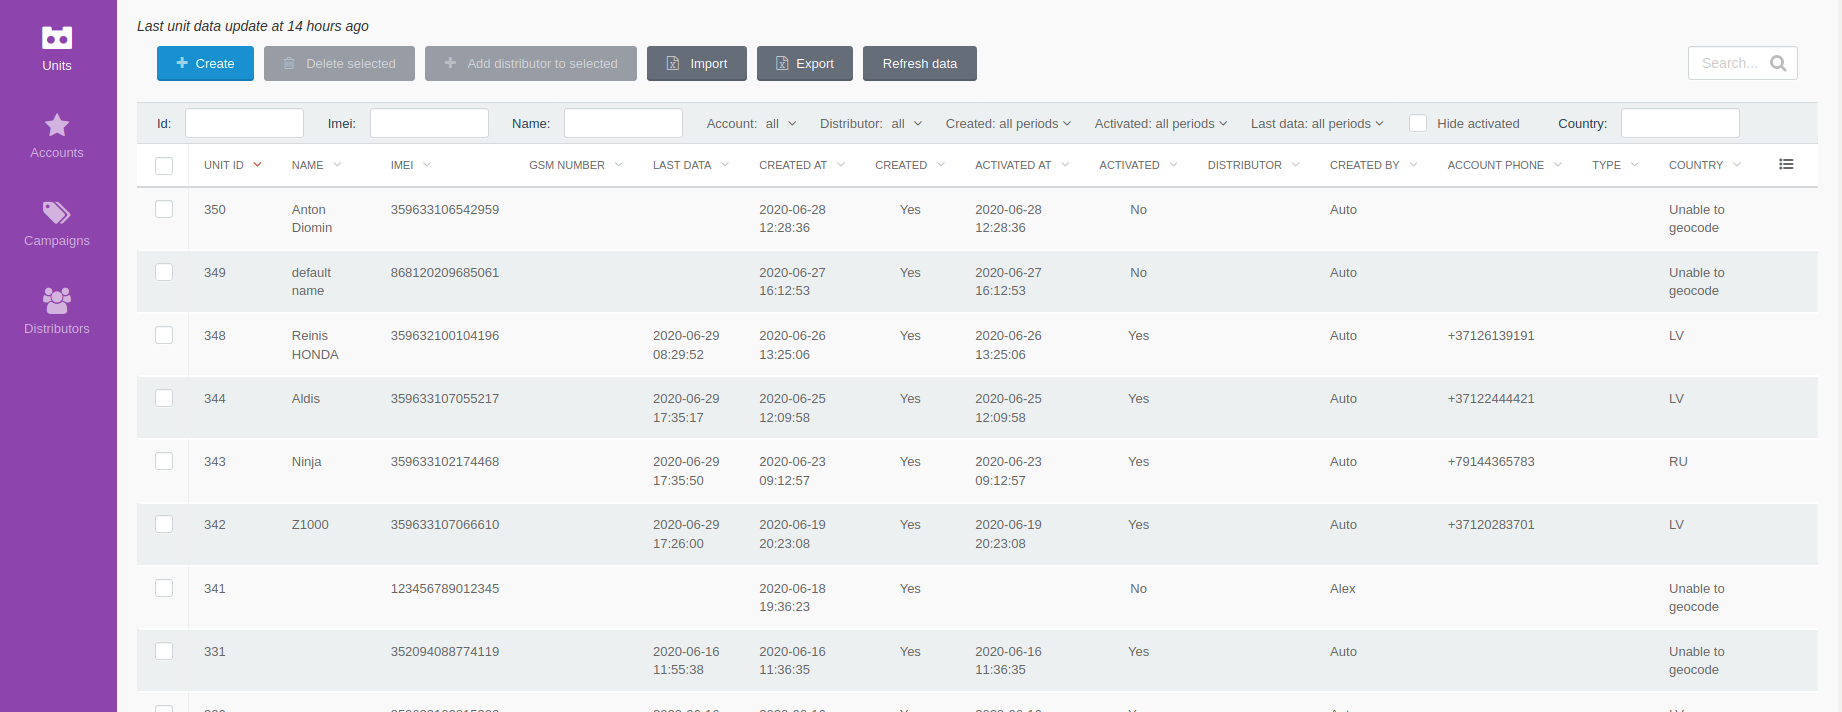 Last unit data update at 14 hours ago
Units
Accounts
Campaigns
Distributors
Create Delete selected Add distributor to selected Import Export Refresh data Search...
Id: Imei: Name: Account: all Distributor: all Created: all periods Activated: all periods Last data: all periods Hide activated Country:
UNIT ID NAME IMEI GSM NUMBER LAST DATA CREATED AT CREATED ACTIVATED AT ACTIVATED DISTRIBUTOR CREATED BY ACCOUNT PHONE TYPE COUNTRY
350 Anton 359633106542959 2020-06-28 Yes 2020-06-28 No Auto Unable to
Diomin 12:28:36 12:28:36 geocode
349 default 868120209685061 2020-06-27 Yes 2020-06-27 No Auto Unable to
name 16:12:53 16:12:53 geocode
348 Reinis 359632100104196 2020-06-29 2020-06-26 Yes 2020-06-26 Yes Auto +37126139191 LV
HONDA 08:29:52 13:25:06 13:25:06
344 Aldis 359633107055217 2020-06-29 2020-06-25 Yes 2020-06-25 Yes Auto +37122444421 LV
17:35:17 12:09:58 12:09:58
343 Ninja 359633102174468 2020-06-29 2020-06-23 Yes 2020-06-23 Yes Auto +79144365783 RU
17:35:50 09:12:57 09:12:57
342 Z1000 359633107066610 2020-06-29 2020-06-19 Yes 2020-06-19 Yes Auto +37120283701 LV
17:26:00 20:23:08 20:23:08
341 123456789012345 2020-06-18 Yes No Alex Unable to
19:36:23 geocode
331 352094088774119 2020-06-16 2020-06-16 Yes 2020-06-16 Yes Auto Unable to
11:55:38 11:36:35 11:36:35 geocode